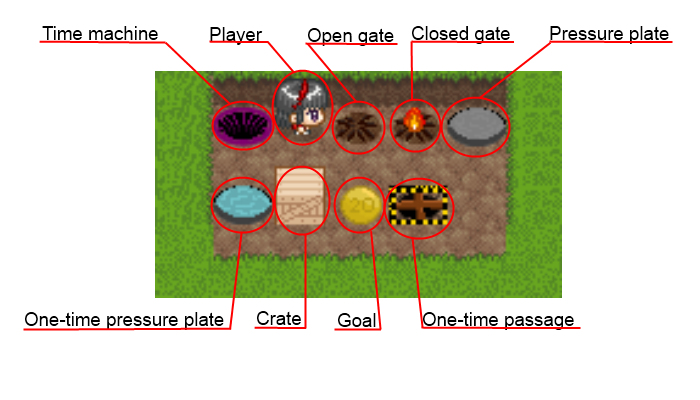 Time machine
Player
Open gate
Closed gate
Pressure plate
20
One-time pressure plate
Crate
Goal
One-time passage